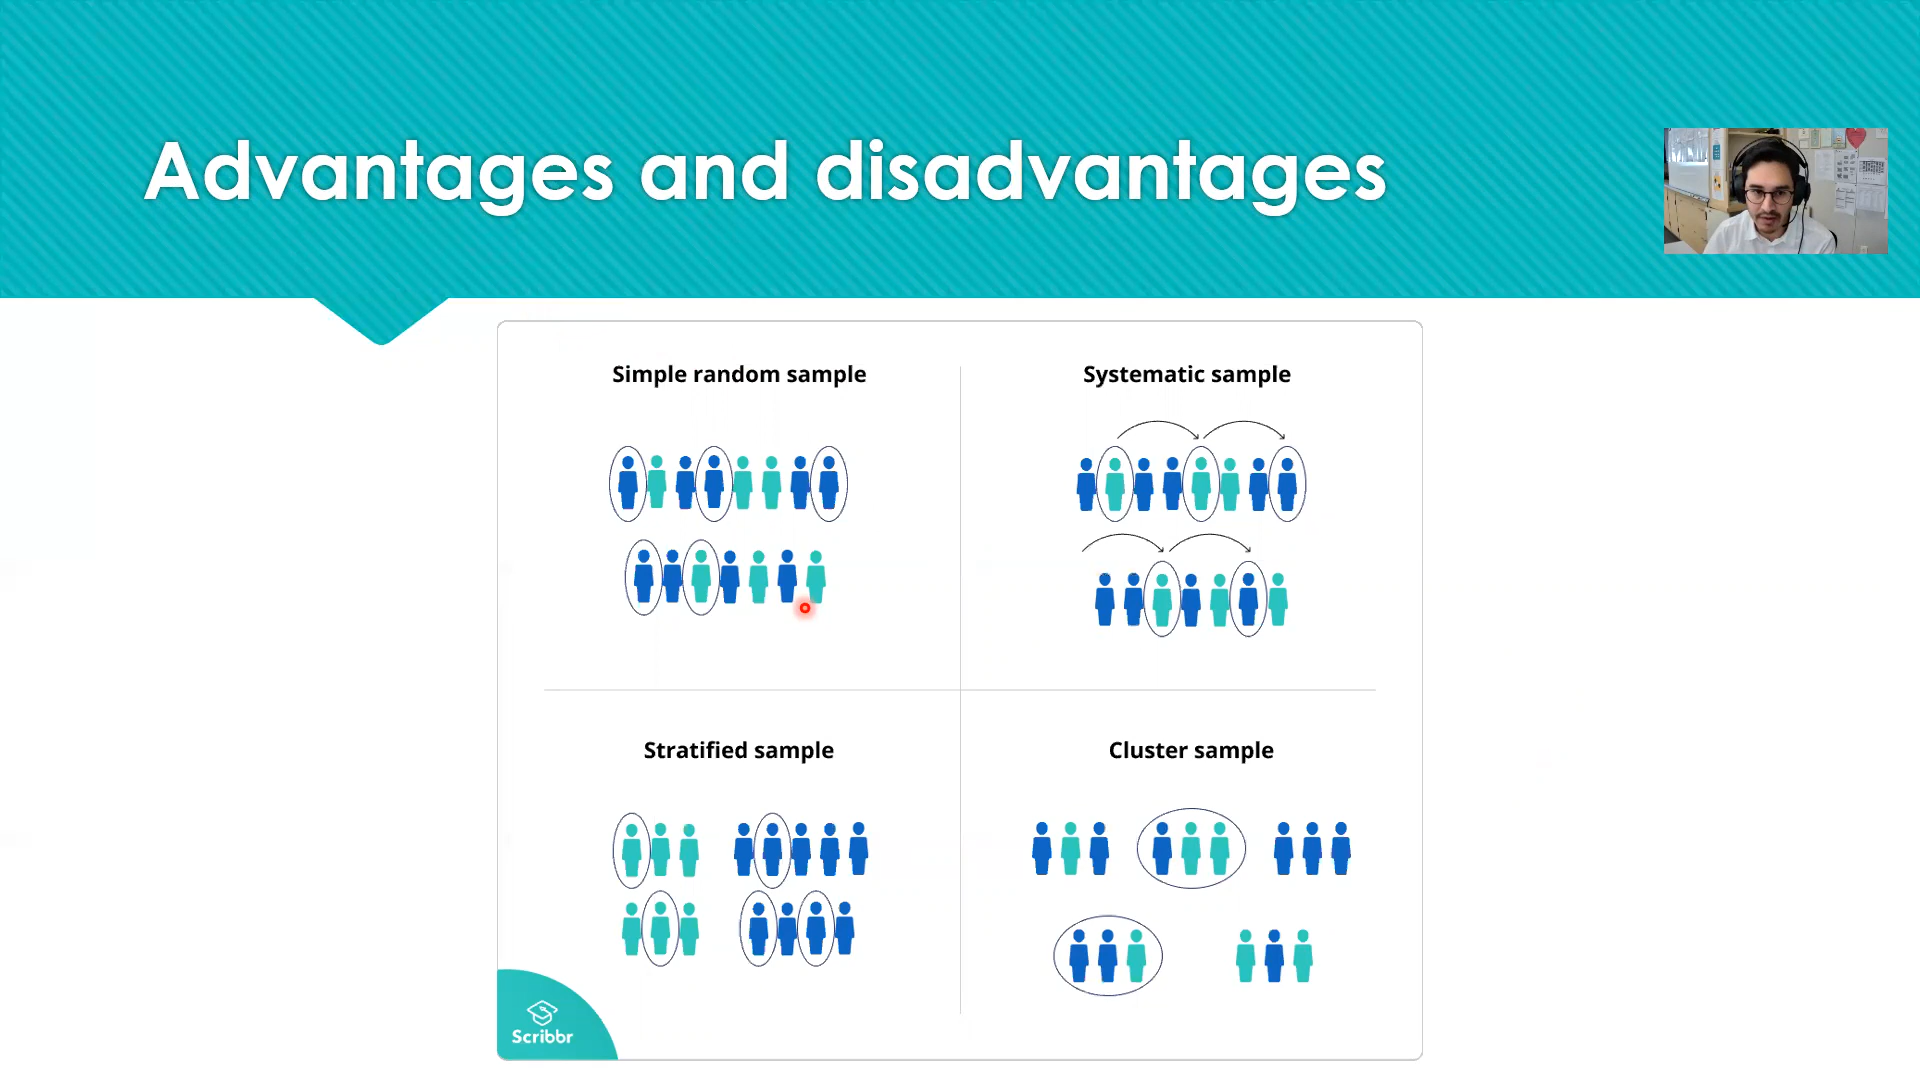 Advantages and disadvantages
Simple random sample
Systematic sample
Stratified sample
Cluster sample
Scribbr